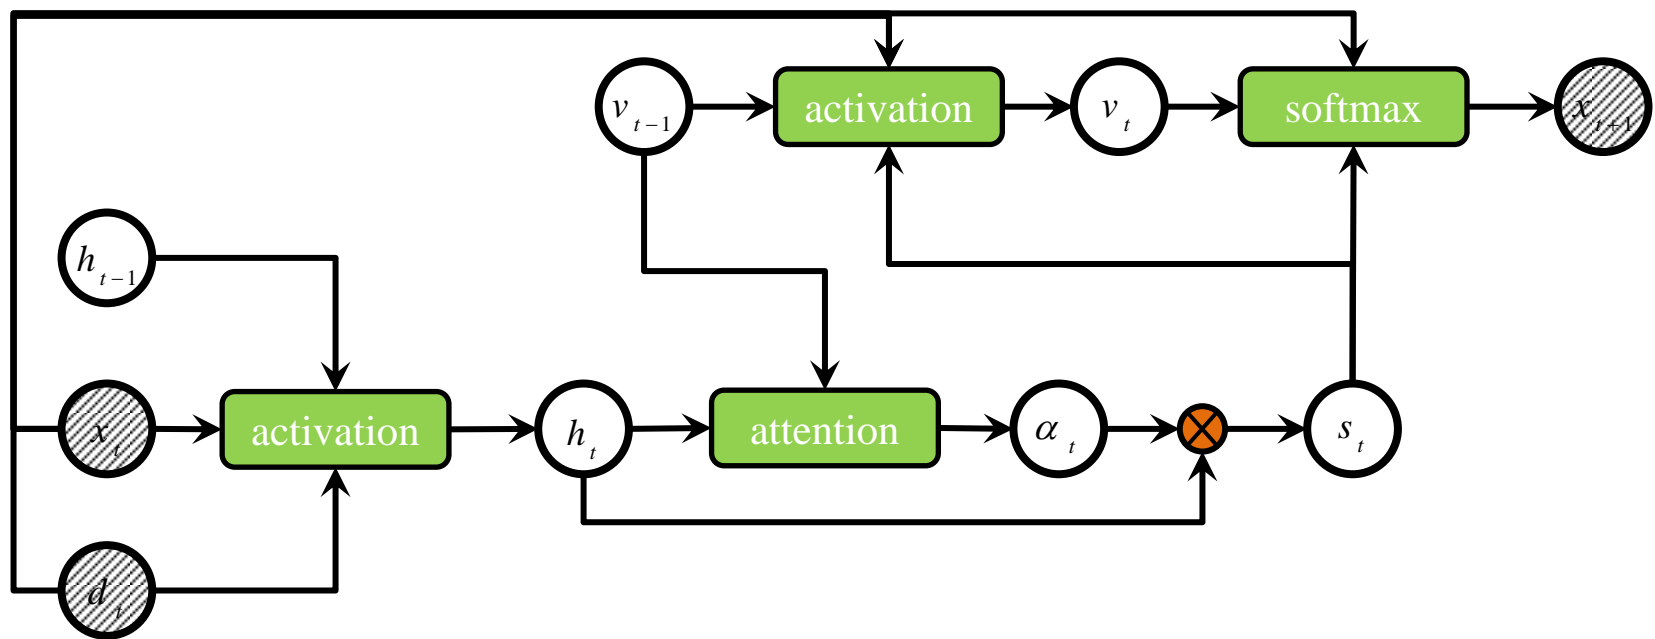 v t−1
activation
v t
softmax
x t+1
h t−1
x t
activation
h t
attention
α t
s t
d t